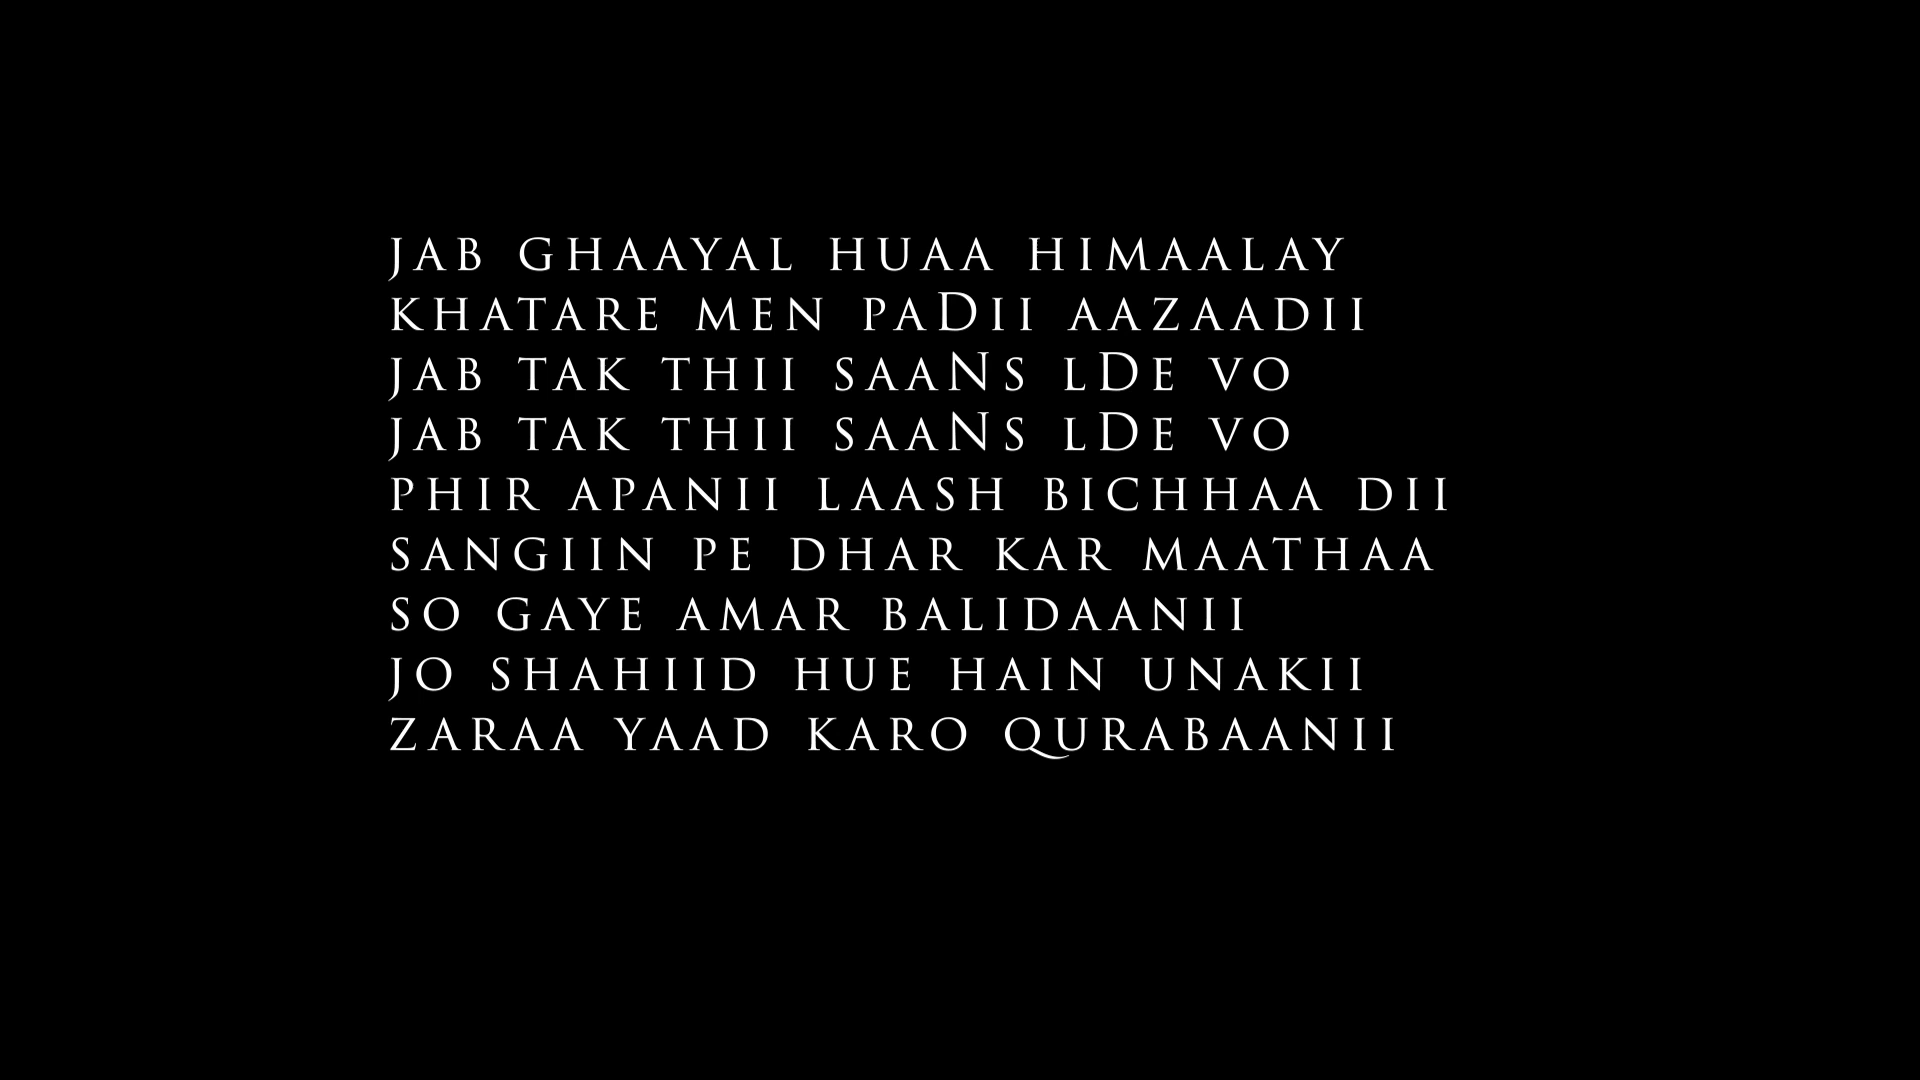 JAB GHAAYAL HUAA HIMAALAY
KHATARE MEN PADII AAZAADII
JAB TAK THII SAANS LDE VO
JAB TAK THII SAANS LDE VO
PHIR APANII LAASH BICHHAA DII
SANGIIN PE DHAR KAR MAATHAA
SO GAYE AMAR BALIDAANII
JO SHAHIID HUE HAIN UNAKII
ZARAA YAAD KARO QURABAANII